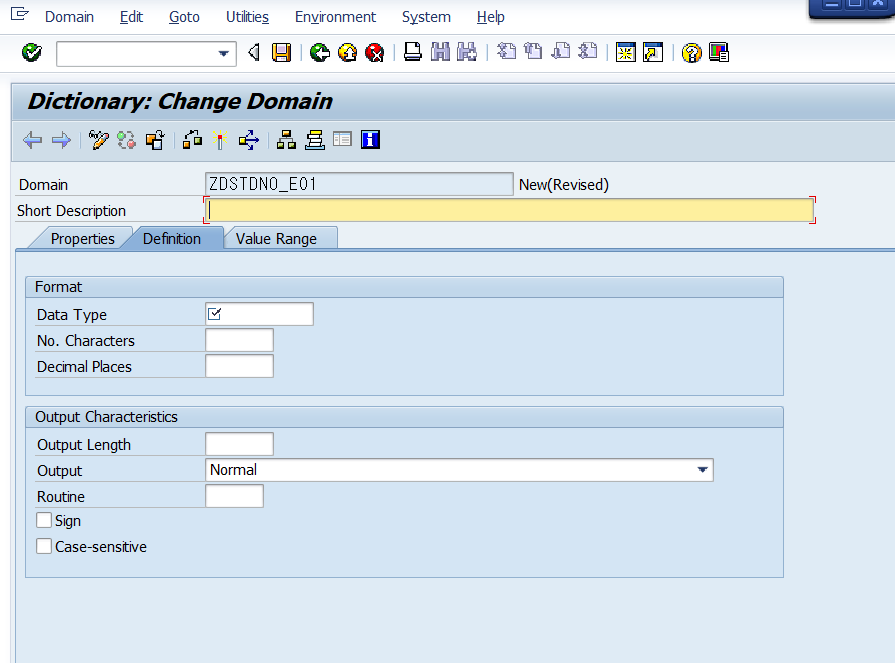 Domain Edit Goto Utilities Environment System Help
Dictionary: Change Domain
Domain ZDSTDNO_E01 New(Revised)
Short Description
Properties Definition Value Range
Format
Data Type
No. Characters
Decimal Places
Output Characteristics
Output Length
Output Normal
Routine
Sign
Case-sensitive